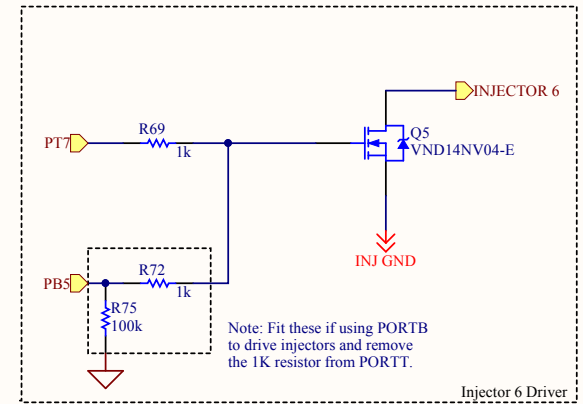 INJECTOR 6
R69
Q5
PT7
1k
VND14NV04-E
INJ GND
R72
PB5
1k
R75
100k
Note: Fit these if using PORTB
to drive injectors and remove
the 1K resistor from PORTT.
Injector 6 Driver